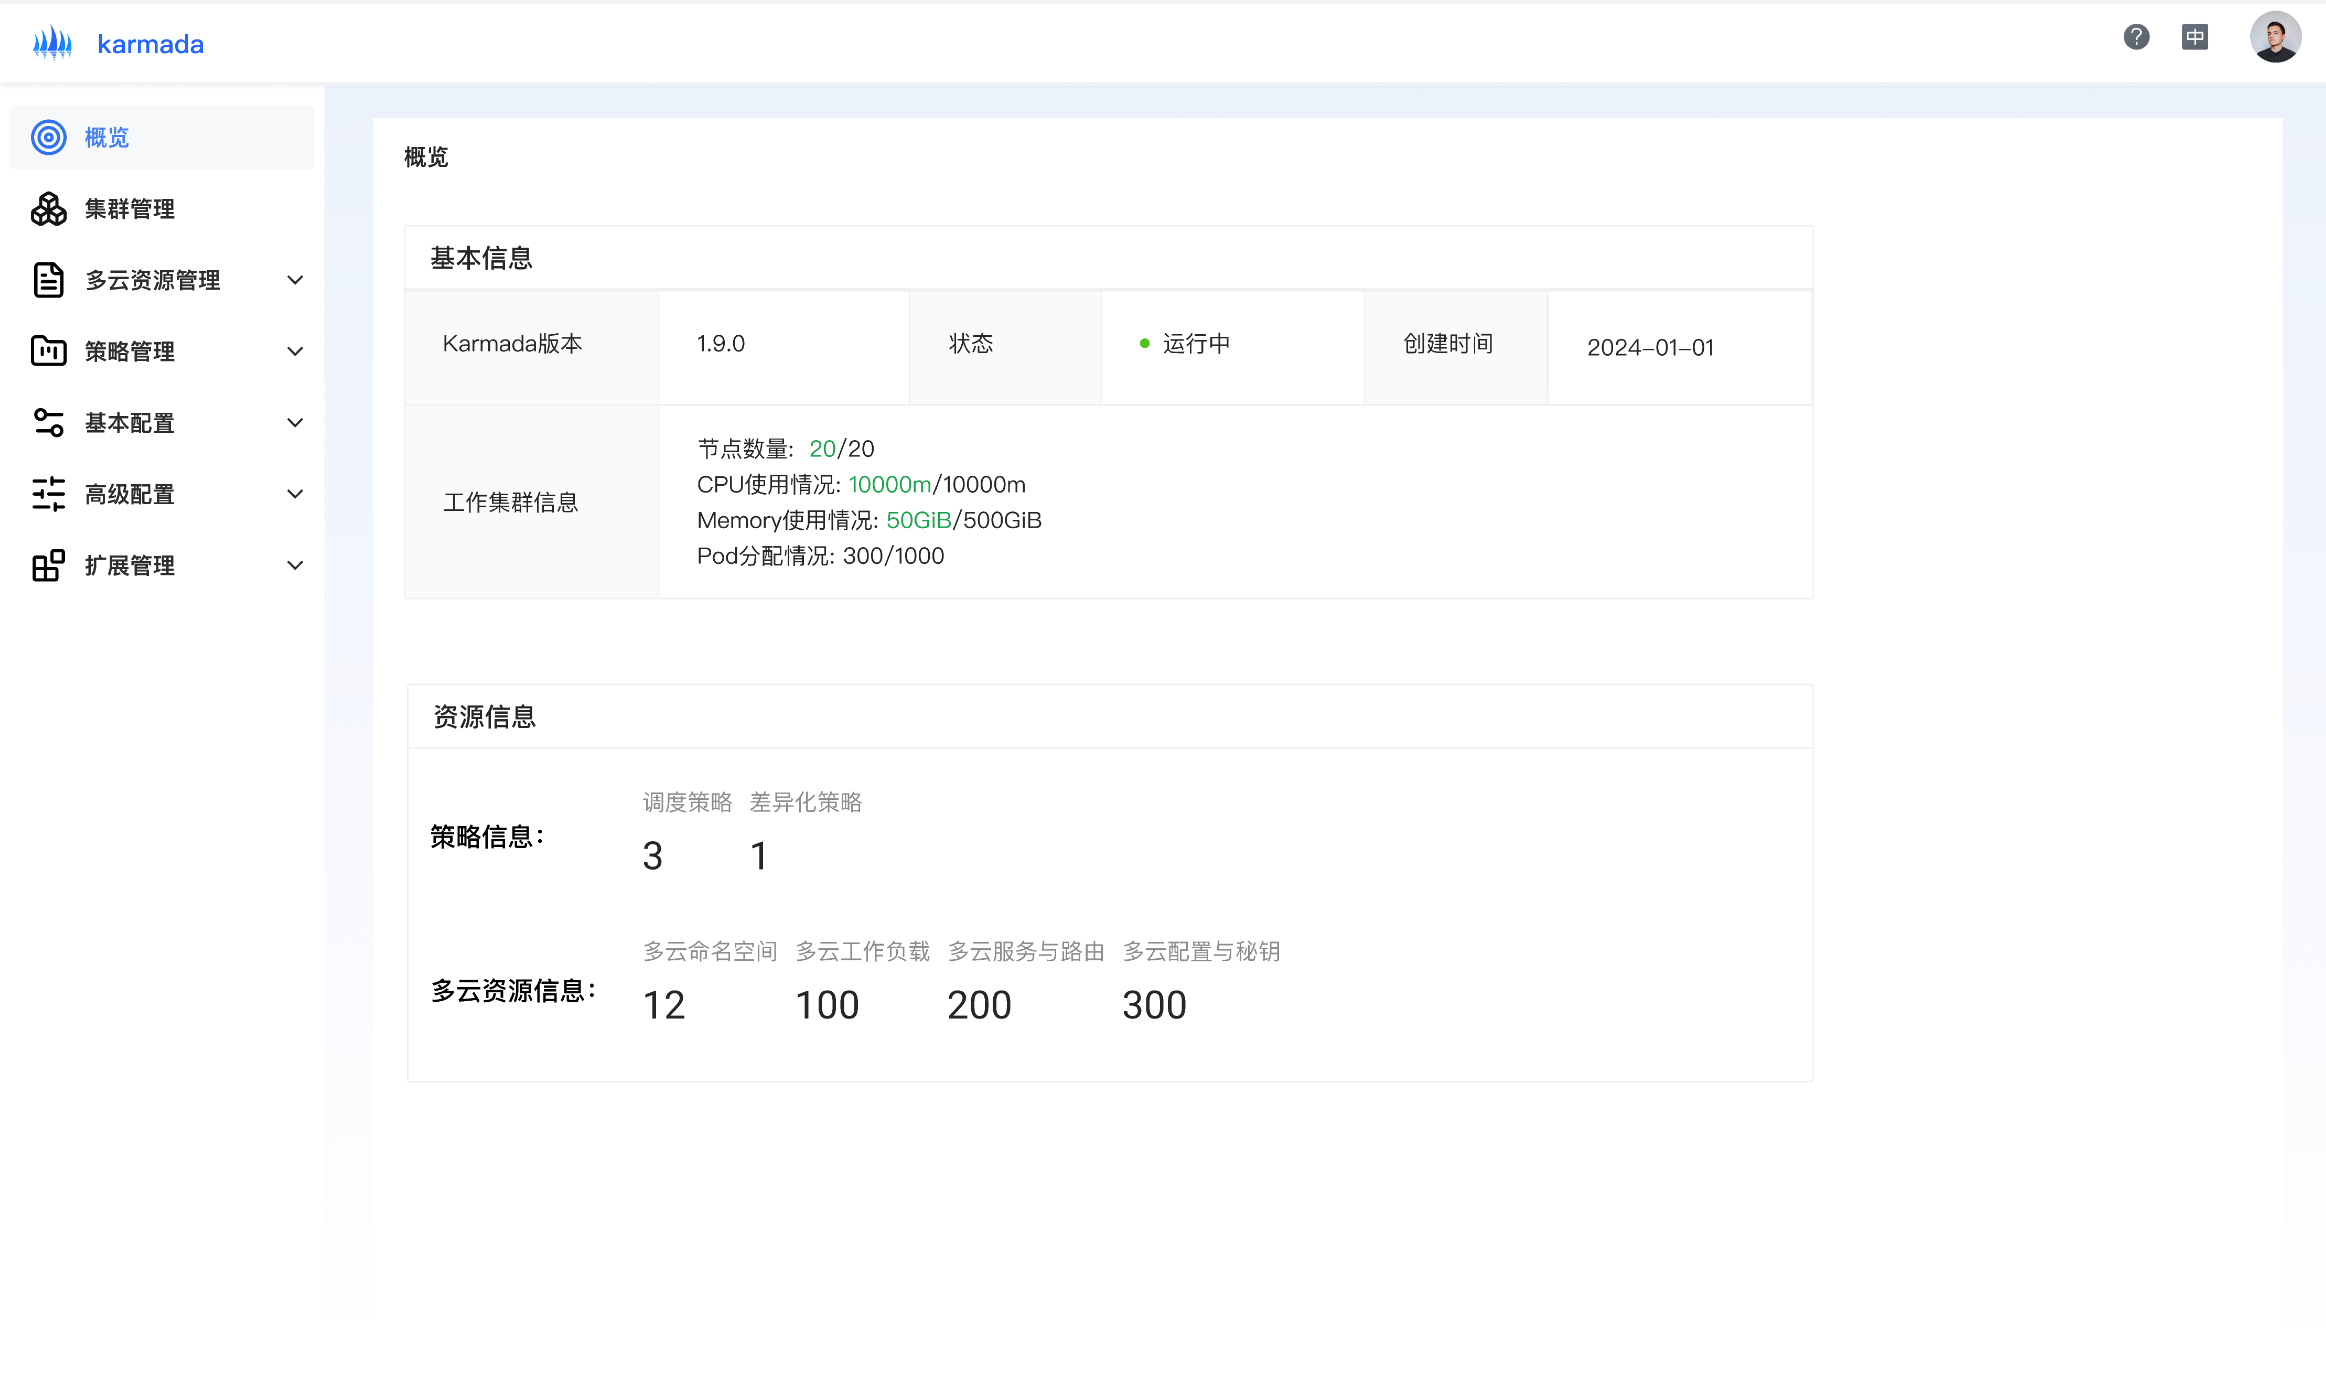 karmada
?
中
概览
集群管理
多云资源管理
策略管理
基本配置
高级配置
扩展管理
概览
基本信息
Karmada版本 1.9.0 状态 运行中 创建时间 2024-01-01
工作集群信息
节点数量: 20/20
CPU使用情况: 10000m/10000m
Memory使用情况: 50GiB/500GiB
Pod分配情况: 300/1000
资源信息
策略信息：
调度策略 差异化策略
3 1
多云资源信息：
多云命名空间 多云工作负载 多云服务与路由 多云配置与秘钥
12 100 200 300